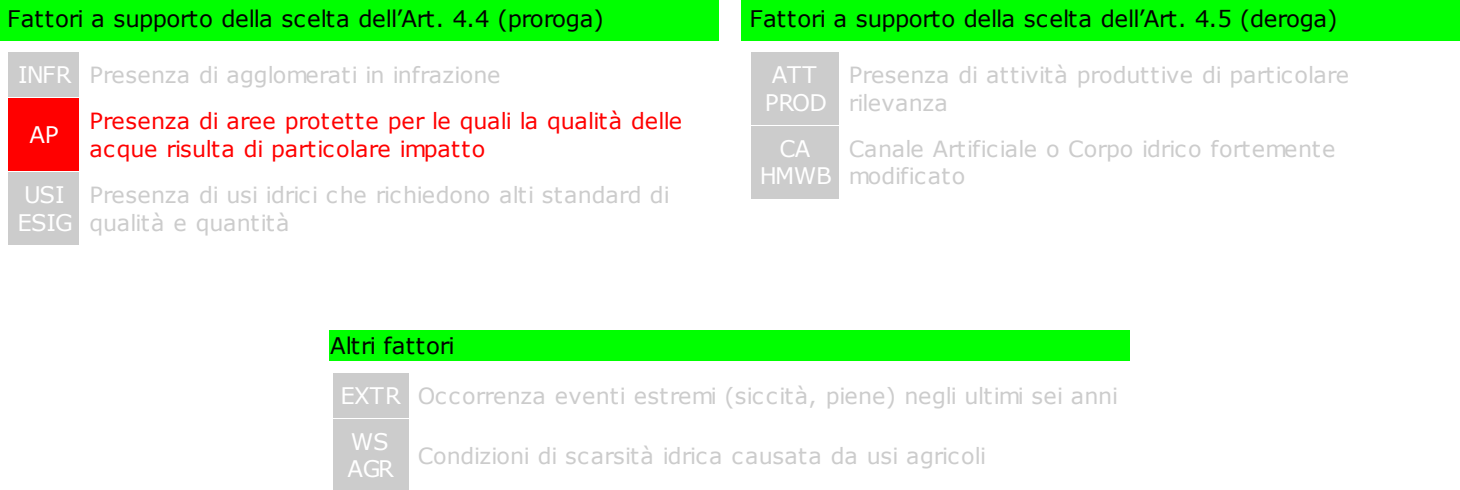 Fattori a supporto della scelta dell’Art. 4.4 (proroga)
INFR Presenza di agglomerati in infrazione
AP Presenza di aree protette per le quali la qualità delle
acque risulta di particolare impatto
USI Presenza di usi idrici che richiedono alti standard di
ESIG qualità e quantità
Fattori a supporto della scelta dell’Art. 4.5 (deroga)
ATT Presenza di attività produttive di particolare
PROD rilevanza
CA Canale Artificiale o Corpo idrico fortemente
HMWB modificato
Altri fattori
EXTR Occorrenza eventi estremi (siccità, piene) negli ultimi sei anni
WS
AGR Condizioni di scarsità idrica causata da usi agricoli